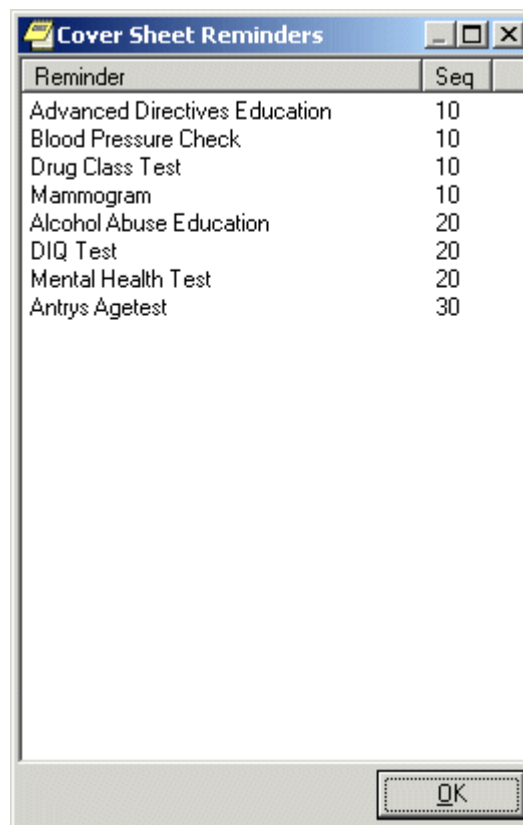 Cover Sheet Reminders
Reminder Seq
Advanced Directives Education 10
Blood Pressure Check 10
Drug Class Test 10
Mammogram 10
Alcohol Abuse Education 20
DIQ Test 20
Mental Health Test 20
Antrys Agetest 30
OK